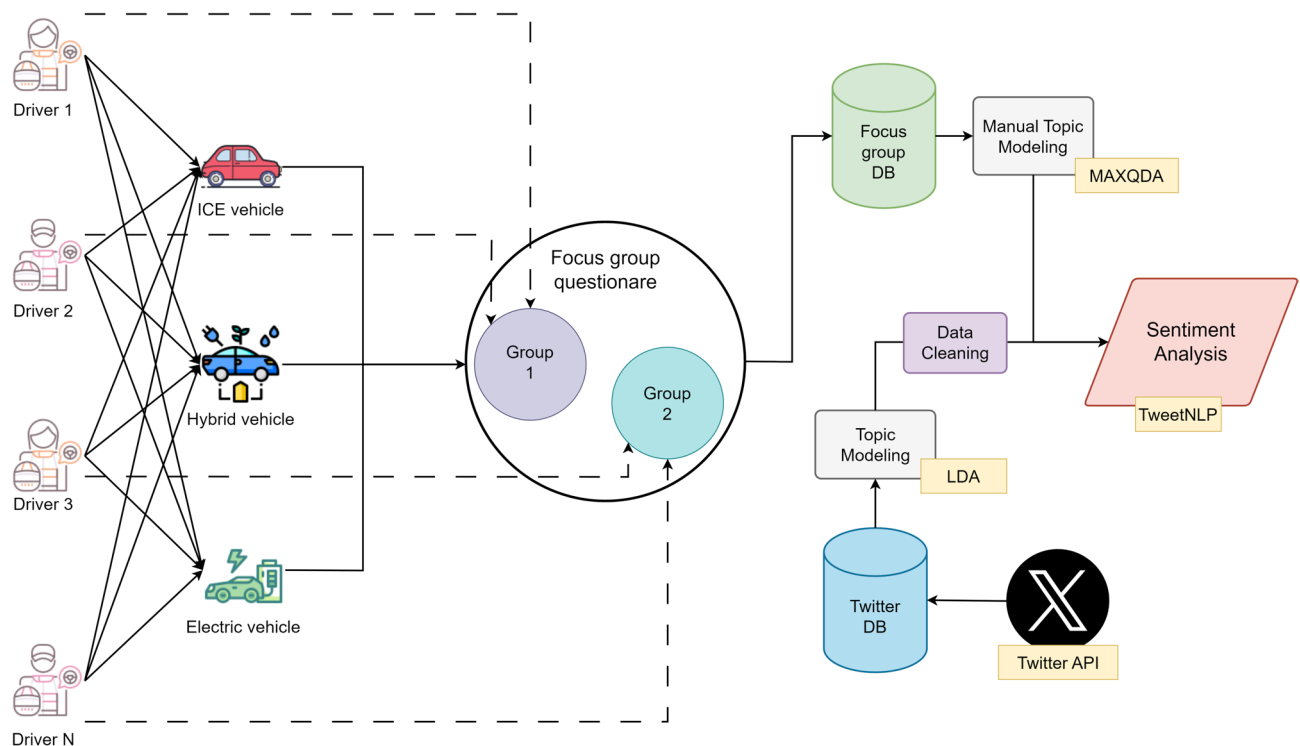 Driver 1
ICE vehicle
Driver 2
Hybrid vehicle
Driver 3
Electric vehicle
Driver N
Focus group
questionare
Group
1
Group
2
Focus
group
DB
Manual Topic
Modeling
MAXQDA
Data
Cleaning
Sentiment
Analysis
TweetNLP
Topic
Modeling
LDA
Twitter
DB
Twitter API